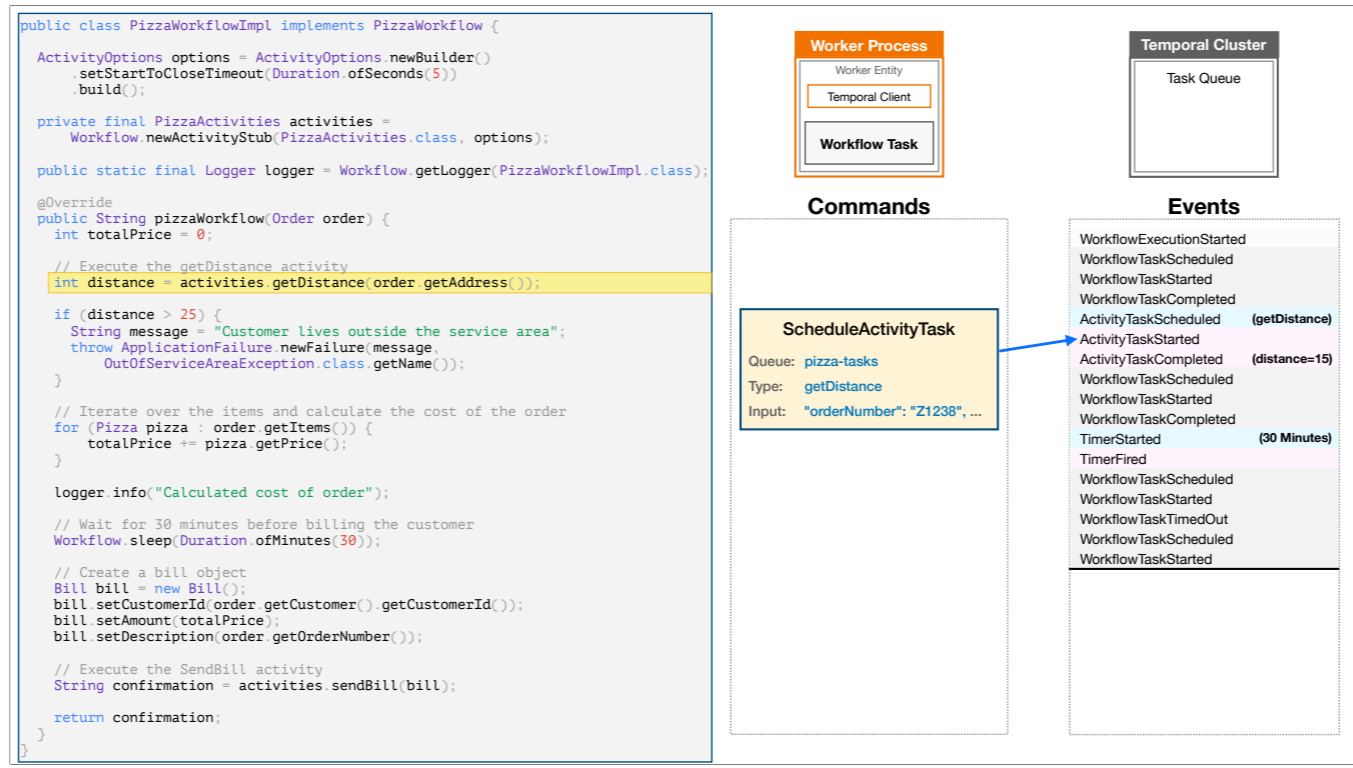 public class PizzaWorkflowImpl implements PizzaWorkflow {
ActivityOptions options = ActivityOptions.newBuilder()
.setStartToCloseTimeout(Duration.ofSeconds(5))
.build();
private final PizzaActivities activities =
Workflow.newActivityStub(PizzaActivities.class, options);
public static final Logger logger = Workflow.getLogger(PizzaWorkflowImpl.class);
@Override
public String pizzaWorkflow(Order order) {
int totalPrice = 0;
// Execute the getDistance activity
int distance = activities.getDistance(order.getAddress());
if (distance > 25) {
String message = "Customer lives outside the service area";
throw ApplicationFailure.newFailure(message,
OutOfServiceAreaException.class.getName());
}
// Iterate over the items and calculate the cost of the order
for (Pizza pizza : order.getItems()) {
totalPrice += pizza.getPrice();
}
logger.info("Calculated cost of order");
// Wait for 30 minutes before billing the customer
Workflow.sleep(Duration.ofMinutes(30));
// Create a bill object
Bill bill = new Bill();
bill.setCustomerId(order.getCustomer().getCustomerId());
bill.setAmount(totalPrice);
bill.setDescription(order.getOrderNumber());
// Execute the SendBill activity
String confirmation = activities.sendBill(bill);
return confirmation;
}
}
Worker Process
Worker Entity
Temporal Client
Workflow Task
Temporal Cluster
Task Queue
Commands
ScheduleActivityTask
Queue: pizza-tasks
Type: getDistance
Input: "orderNumber": "Z1238", ...
Events
WorkflowExecutionStarted
WorkflowTaskScheduled
WorkflowTaskStarted
WorkflowTaskCompleted
ActivityTaskScheduled (getDistance)
ActivityTaskStarted
ActivityTaskCompleted (distance=15)
WorkflowTaskScheduled
WorkflowTaskStarted
WorkflowTaskCompleted
TimerStarted (30 Minutes)
TimerFired
WorkflowTaskScheduled
WorkflowTaskStarted
WorkflowTaskTimedOut
WorkflowTaskScheduled
WorkflowTaskStarted